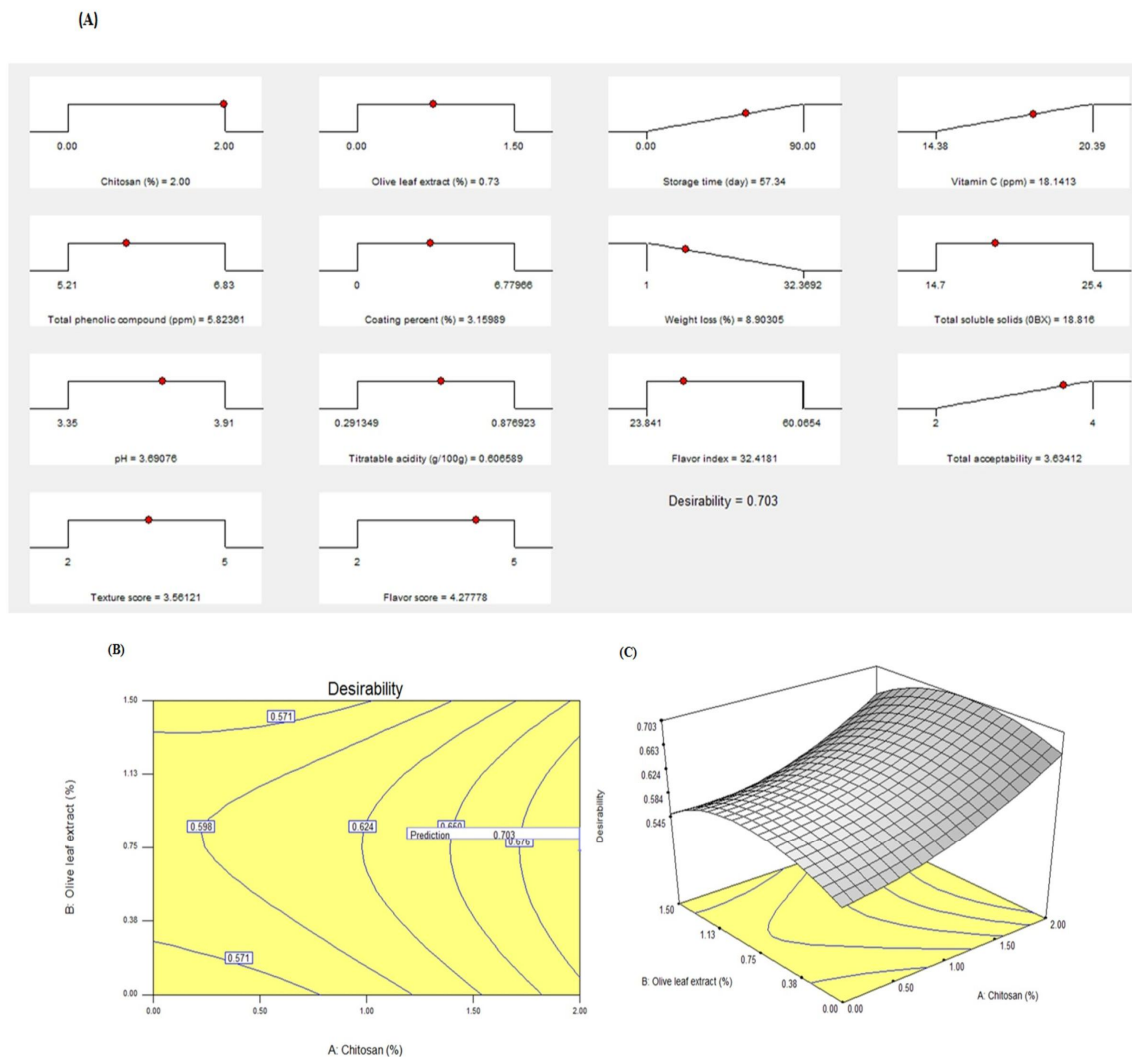 (A)
0.00 2.00
Chitosan (%) = 2.00
0.00 1.50
Olive leaf extract (%) = 0.73
0.00 90.00
Storage time (day) = 57.34
14.38 20.39
Vitamin C (ppm) = 18.1413
5.21 6.83
Total phenolic compound (ppm) = 5.82361
0 6.77966
Coating percent (%) = 3.15989
1 32.3692
Weight loss (%) = 8.90305
14.7 25.4
Total soluble solids (0BX) = 18.816
3.35 3.91
pH = 3.69076
0.291349 0.876923
Titratable acidity (g/100g) = 0.606589
23.841 60.0654
Flavor index = 32.4181
2 4
Total acceptability = 3.63412
2 5
Texture score = 3.56121
2 5
Flavor score = 4.27778
Desirability = 0.703
(B)
Desirability
B: Olive leaf extract (%)
1.50
1.13
0.75
0.38
0.00
0.571
0.598
0.624
0.650
Prediction 0.703
0.676
0.571
0.00 0.50 1.00 1.50 2.00
A: Chitosan (%)
(C)
Desirability
0.703
0.663
0.624
0.584
0.545
1.50
1.13
0.75
0.38
0.00
B: Olive leaf extract (%)
0.00
0.50
1.00
1.50
2.00
A: Chitosan (%)